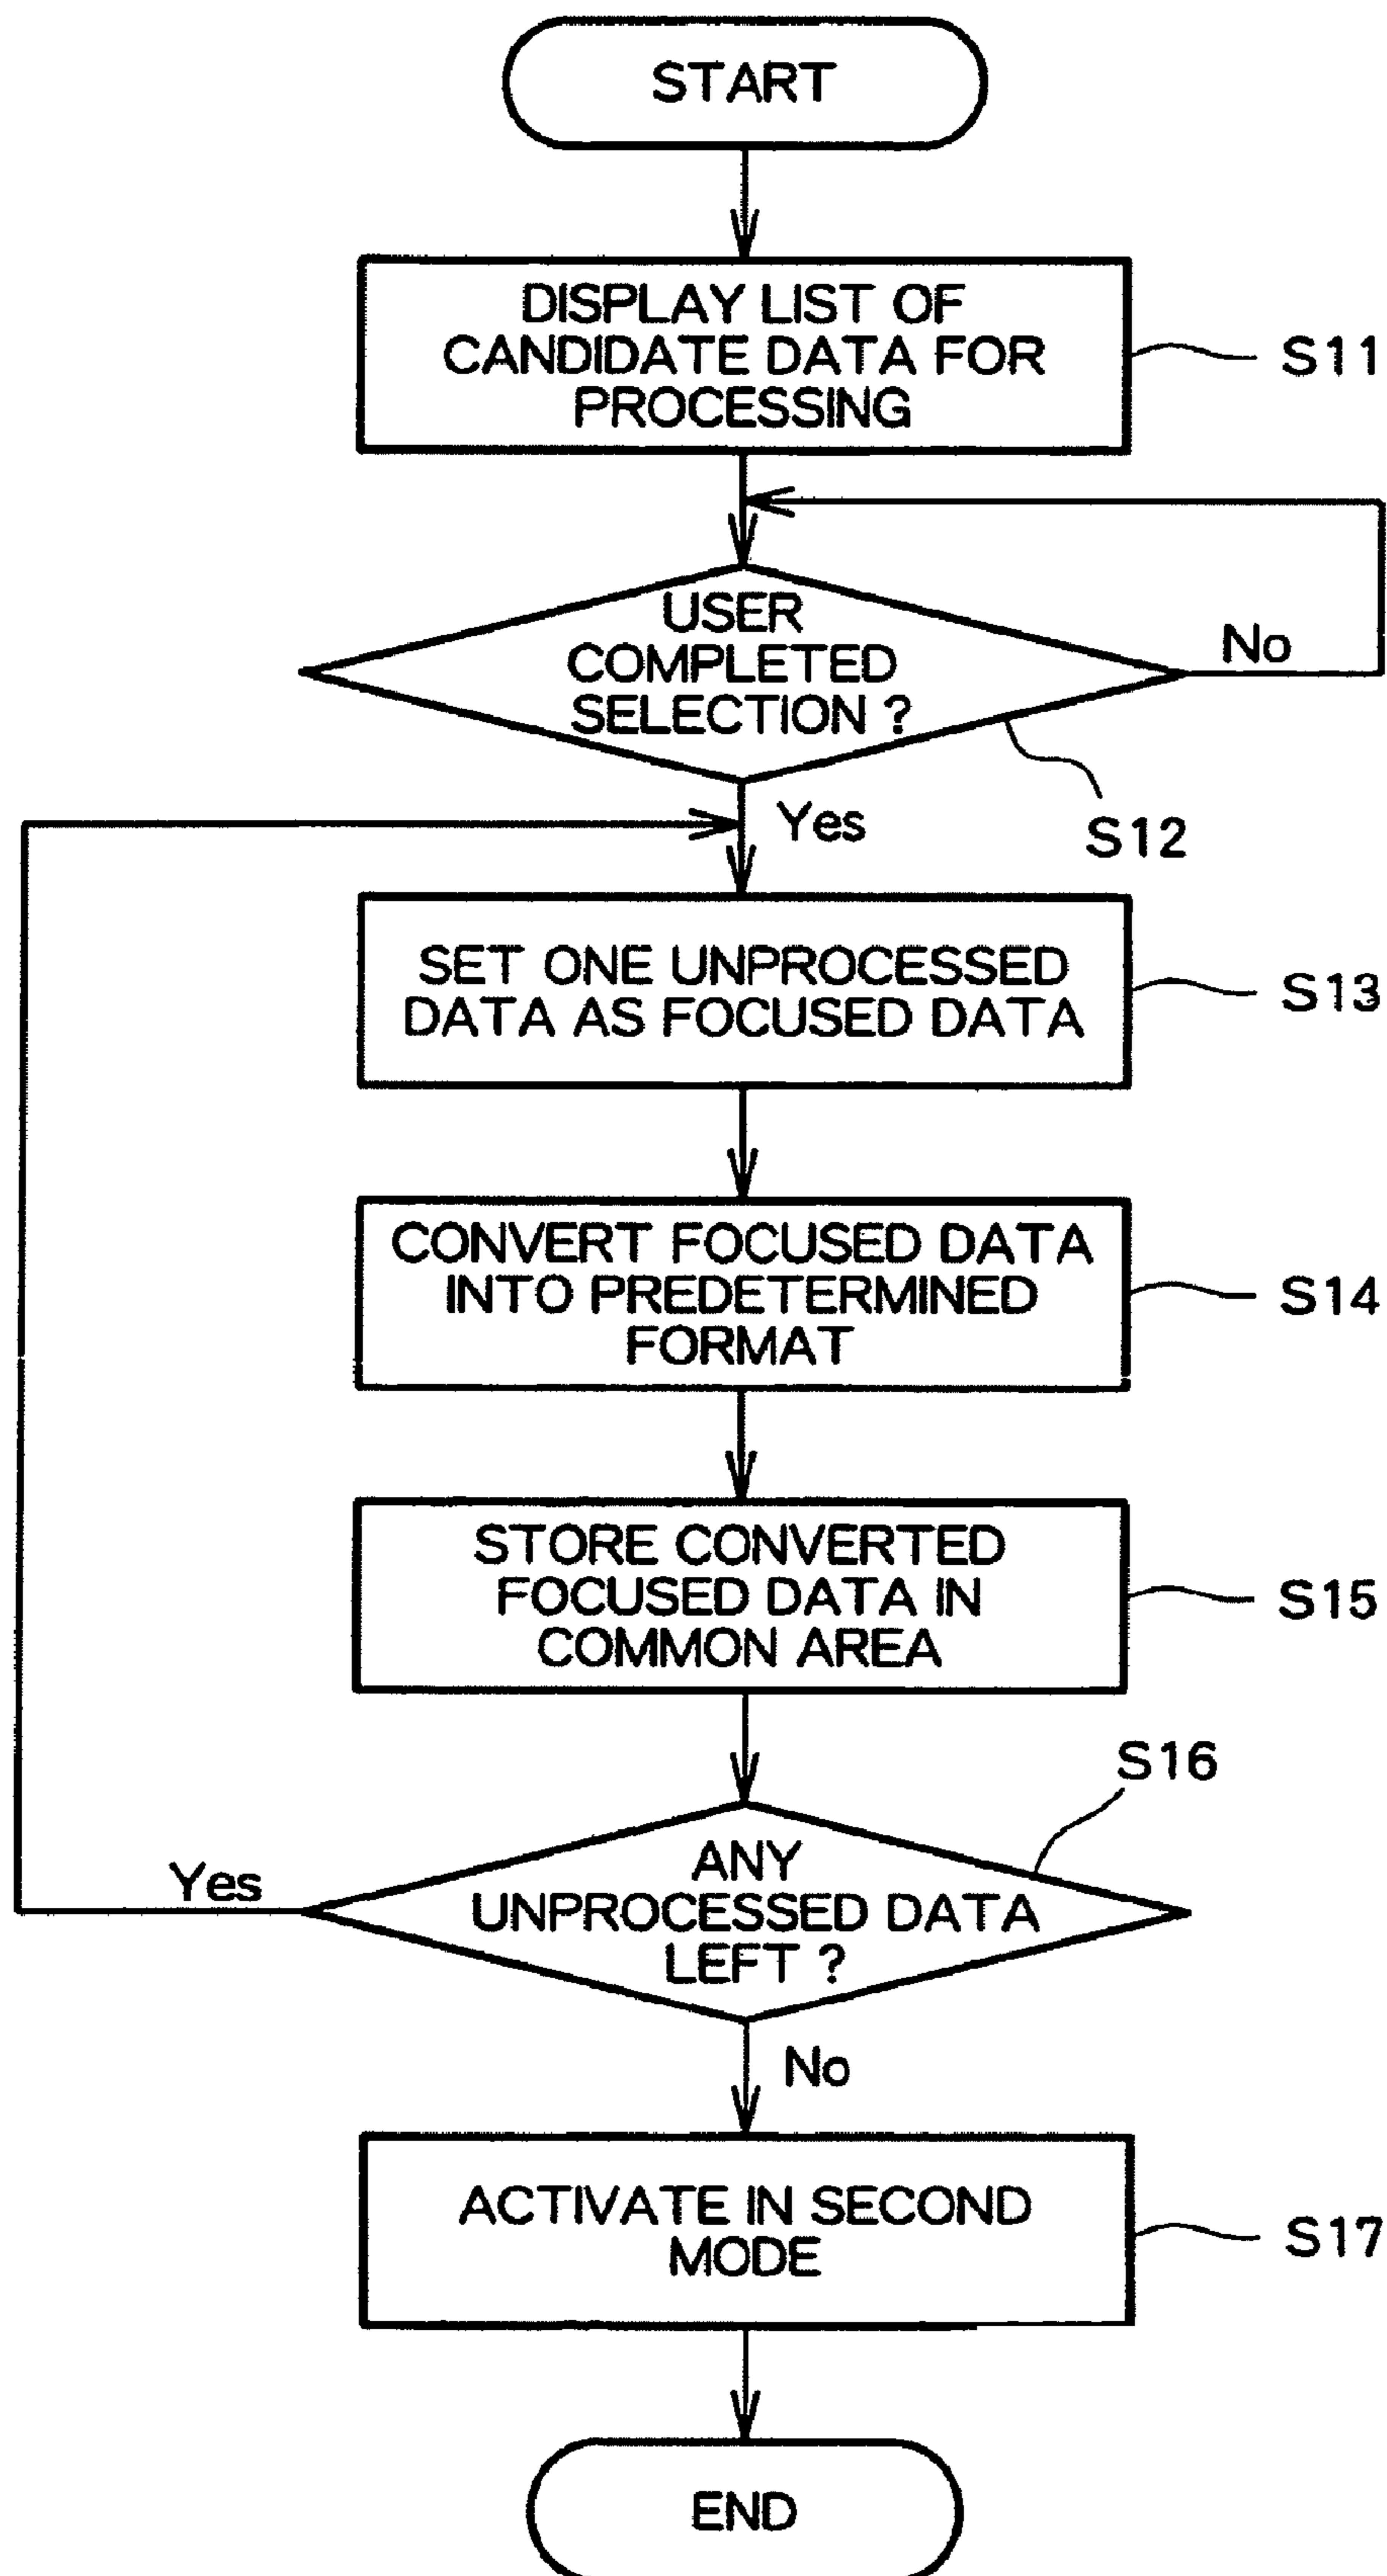 START
DISPLAY LIST OF
CANDIDATE DATA FOR
PROCESSING
S11
USER
COMPLETED
SELECTION ?
No
S12
Yes
SET ONE UNPROCESSED
DATA AS FOCUSED DATA
S13
CONVERT FOCUSED DATA
INTO PREDETERMINED
FORMAT
S14
STORE CONVERTED
FOCUSED DATA IN
COMMON AREA
S15
S16
ANY
UNPROCESSED DATA
LEFT ?
Yes
No
ACTIVATE IN SECOND
MODE
S17
END